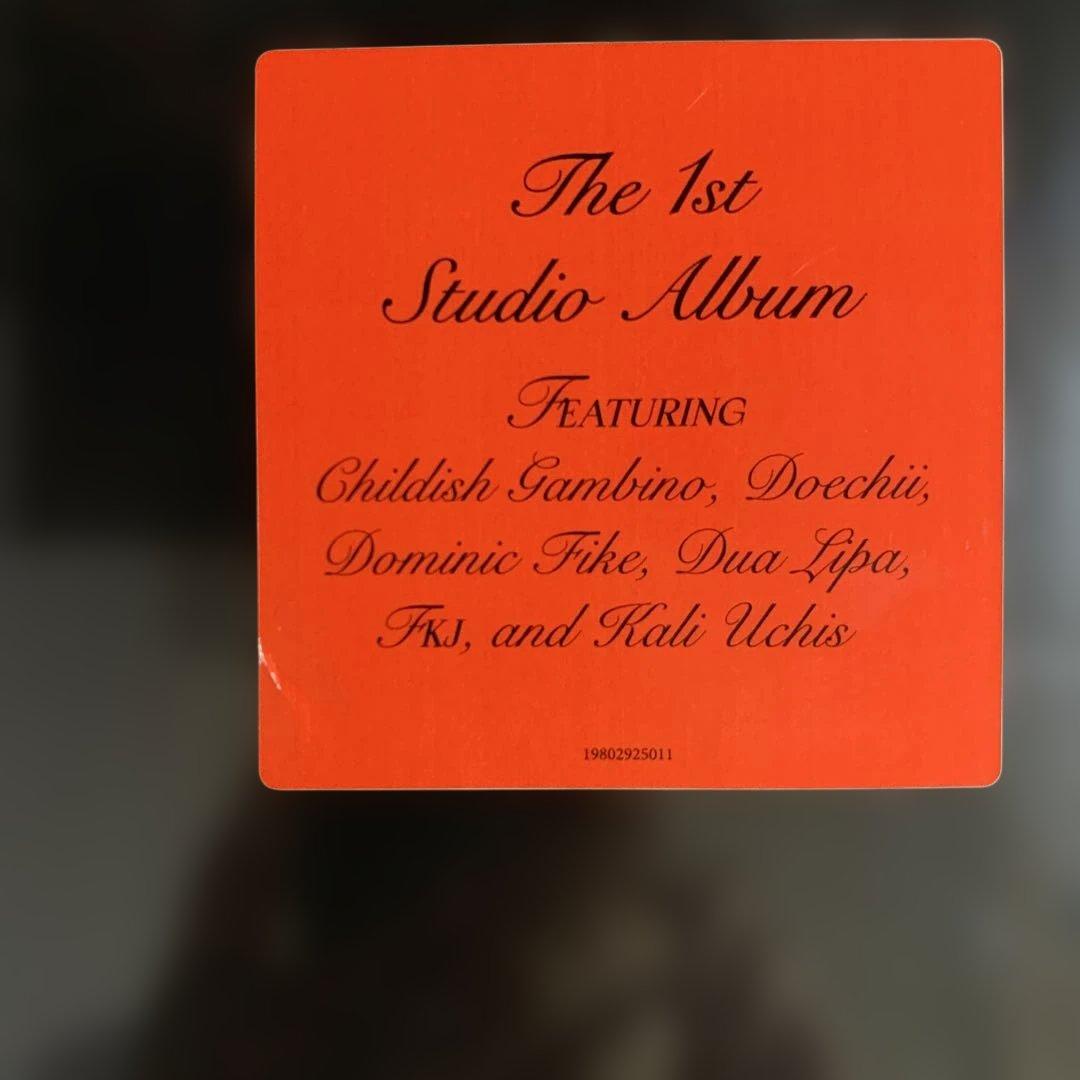 The 1st
Studio Album
FEATURING
Childish Gambino, Doechii,
Dominic Fike, Dua Lipa,
FKJ, and Kali Uchis
19802925011